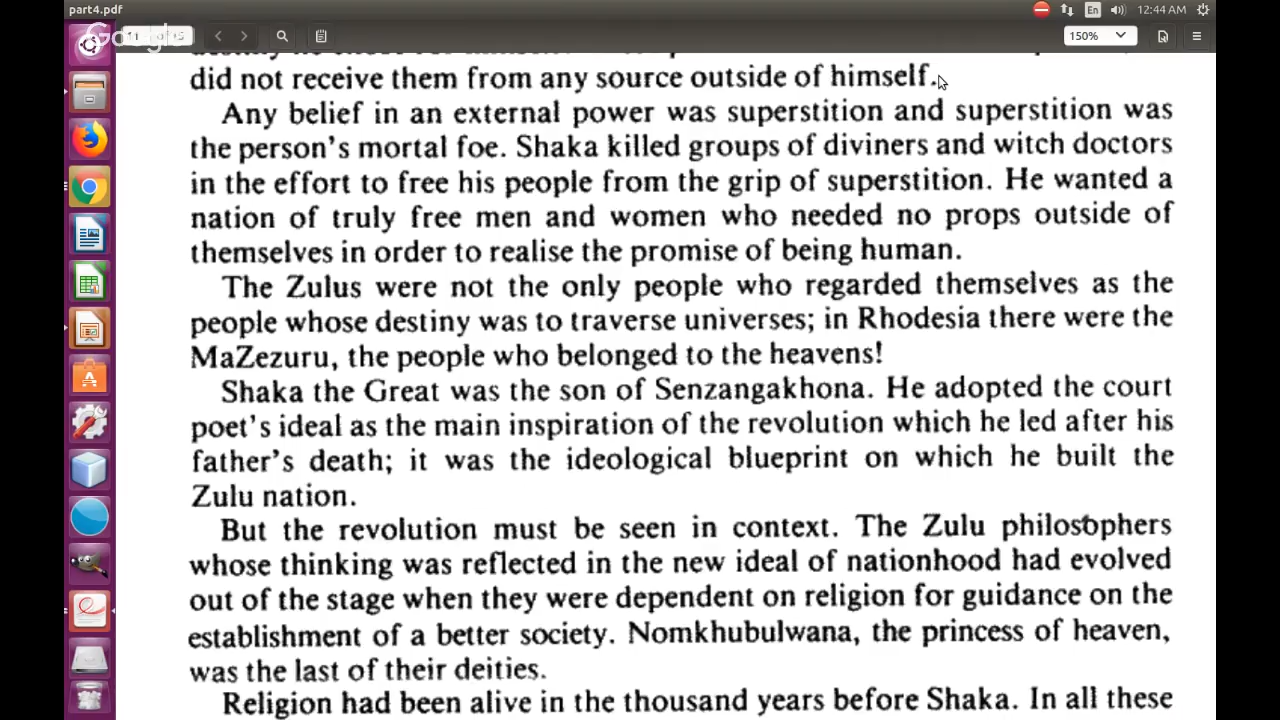 part4.pdf
En
12:44 AM
Google
11 of 15
150%
did not receive them from any source outside of himself.
Any belief in an external power was superstition and superstition was
the person's mortal foe. Shaka killed groups of diviners and witch doctors
in the effort to free his people from the grip of superstition. He wanted a
nation of truly free men and women who needed no props outside of
themselves in order to realise the promise of being human.
The Zulus were not the only people who regarded themselves as the
people whose destiny was to traverse universes; in Rhodesia there were the
MaZezuru, the people who belonged to the heavens!
Shaka the Great was the son of Senzangakhona. He adopted the court
poet's ideal as the main inspiration of the revolution which he led after his
father's death; it was the ideological blueprint on which he built the
Zulu nation.
But the revolution must be seen in context. The Zulu philosophers
whose thinking was reflected in the new ideal of nationhood had evolved
out of the stage when they were dependent on religion for guidance on the
establishment of a better society. Nomkhubulwana, the princess of heaven,
was the last of their deities.
Religion had been alive in the thousand years before Shaka. In all these